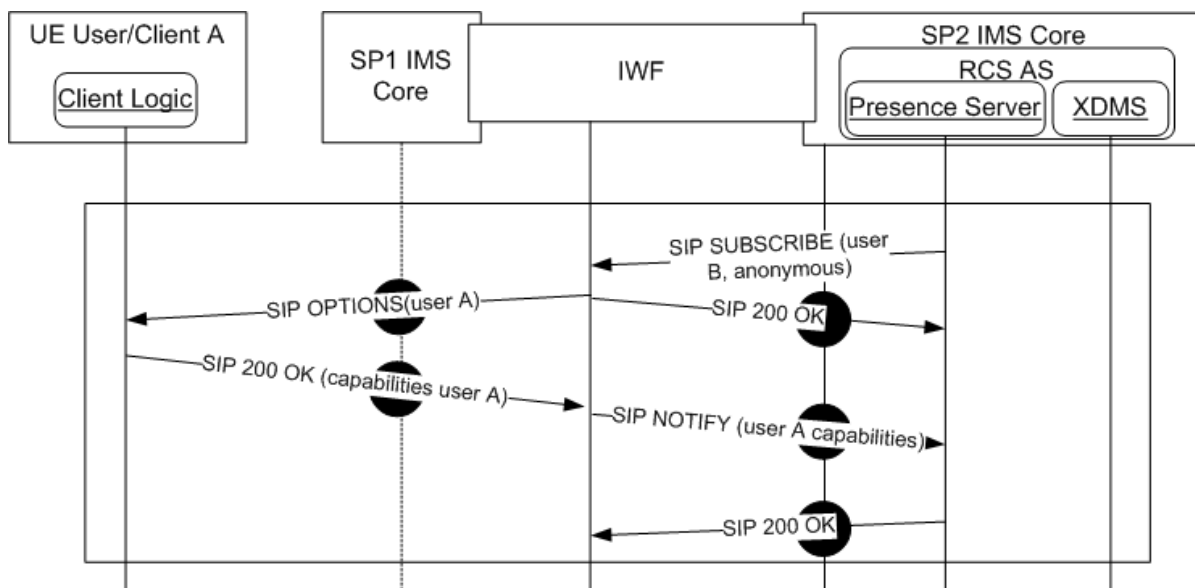 UE User/Client A
Client Logic
SP1 IMS
Core
IWF
SP2 IMS Core
RCS AS
Presence Server
XDMS
SIP SUBSCRIBE (user
B, anonymous)
SIP OPTIONS(user A)
SIP 200 OK
SIP 200 OK (capabilities user A)
SIP NOTIFY (user A capabilities)
SIP 200 OK